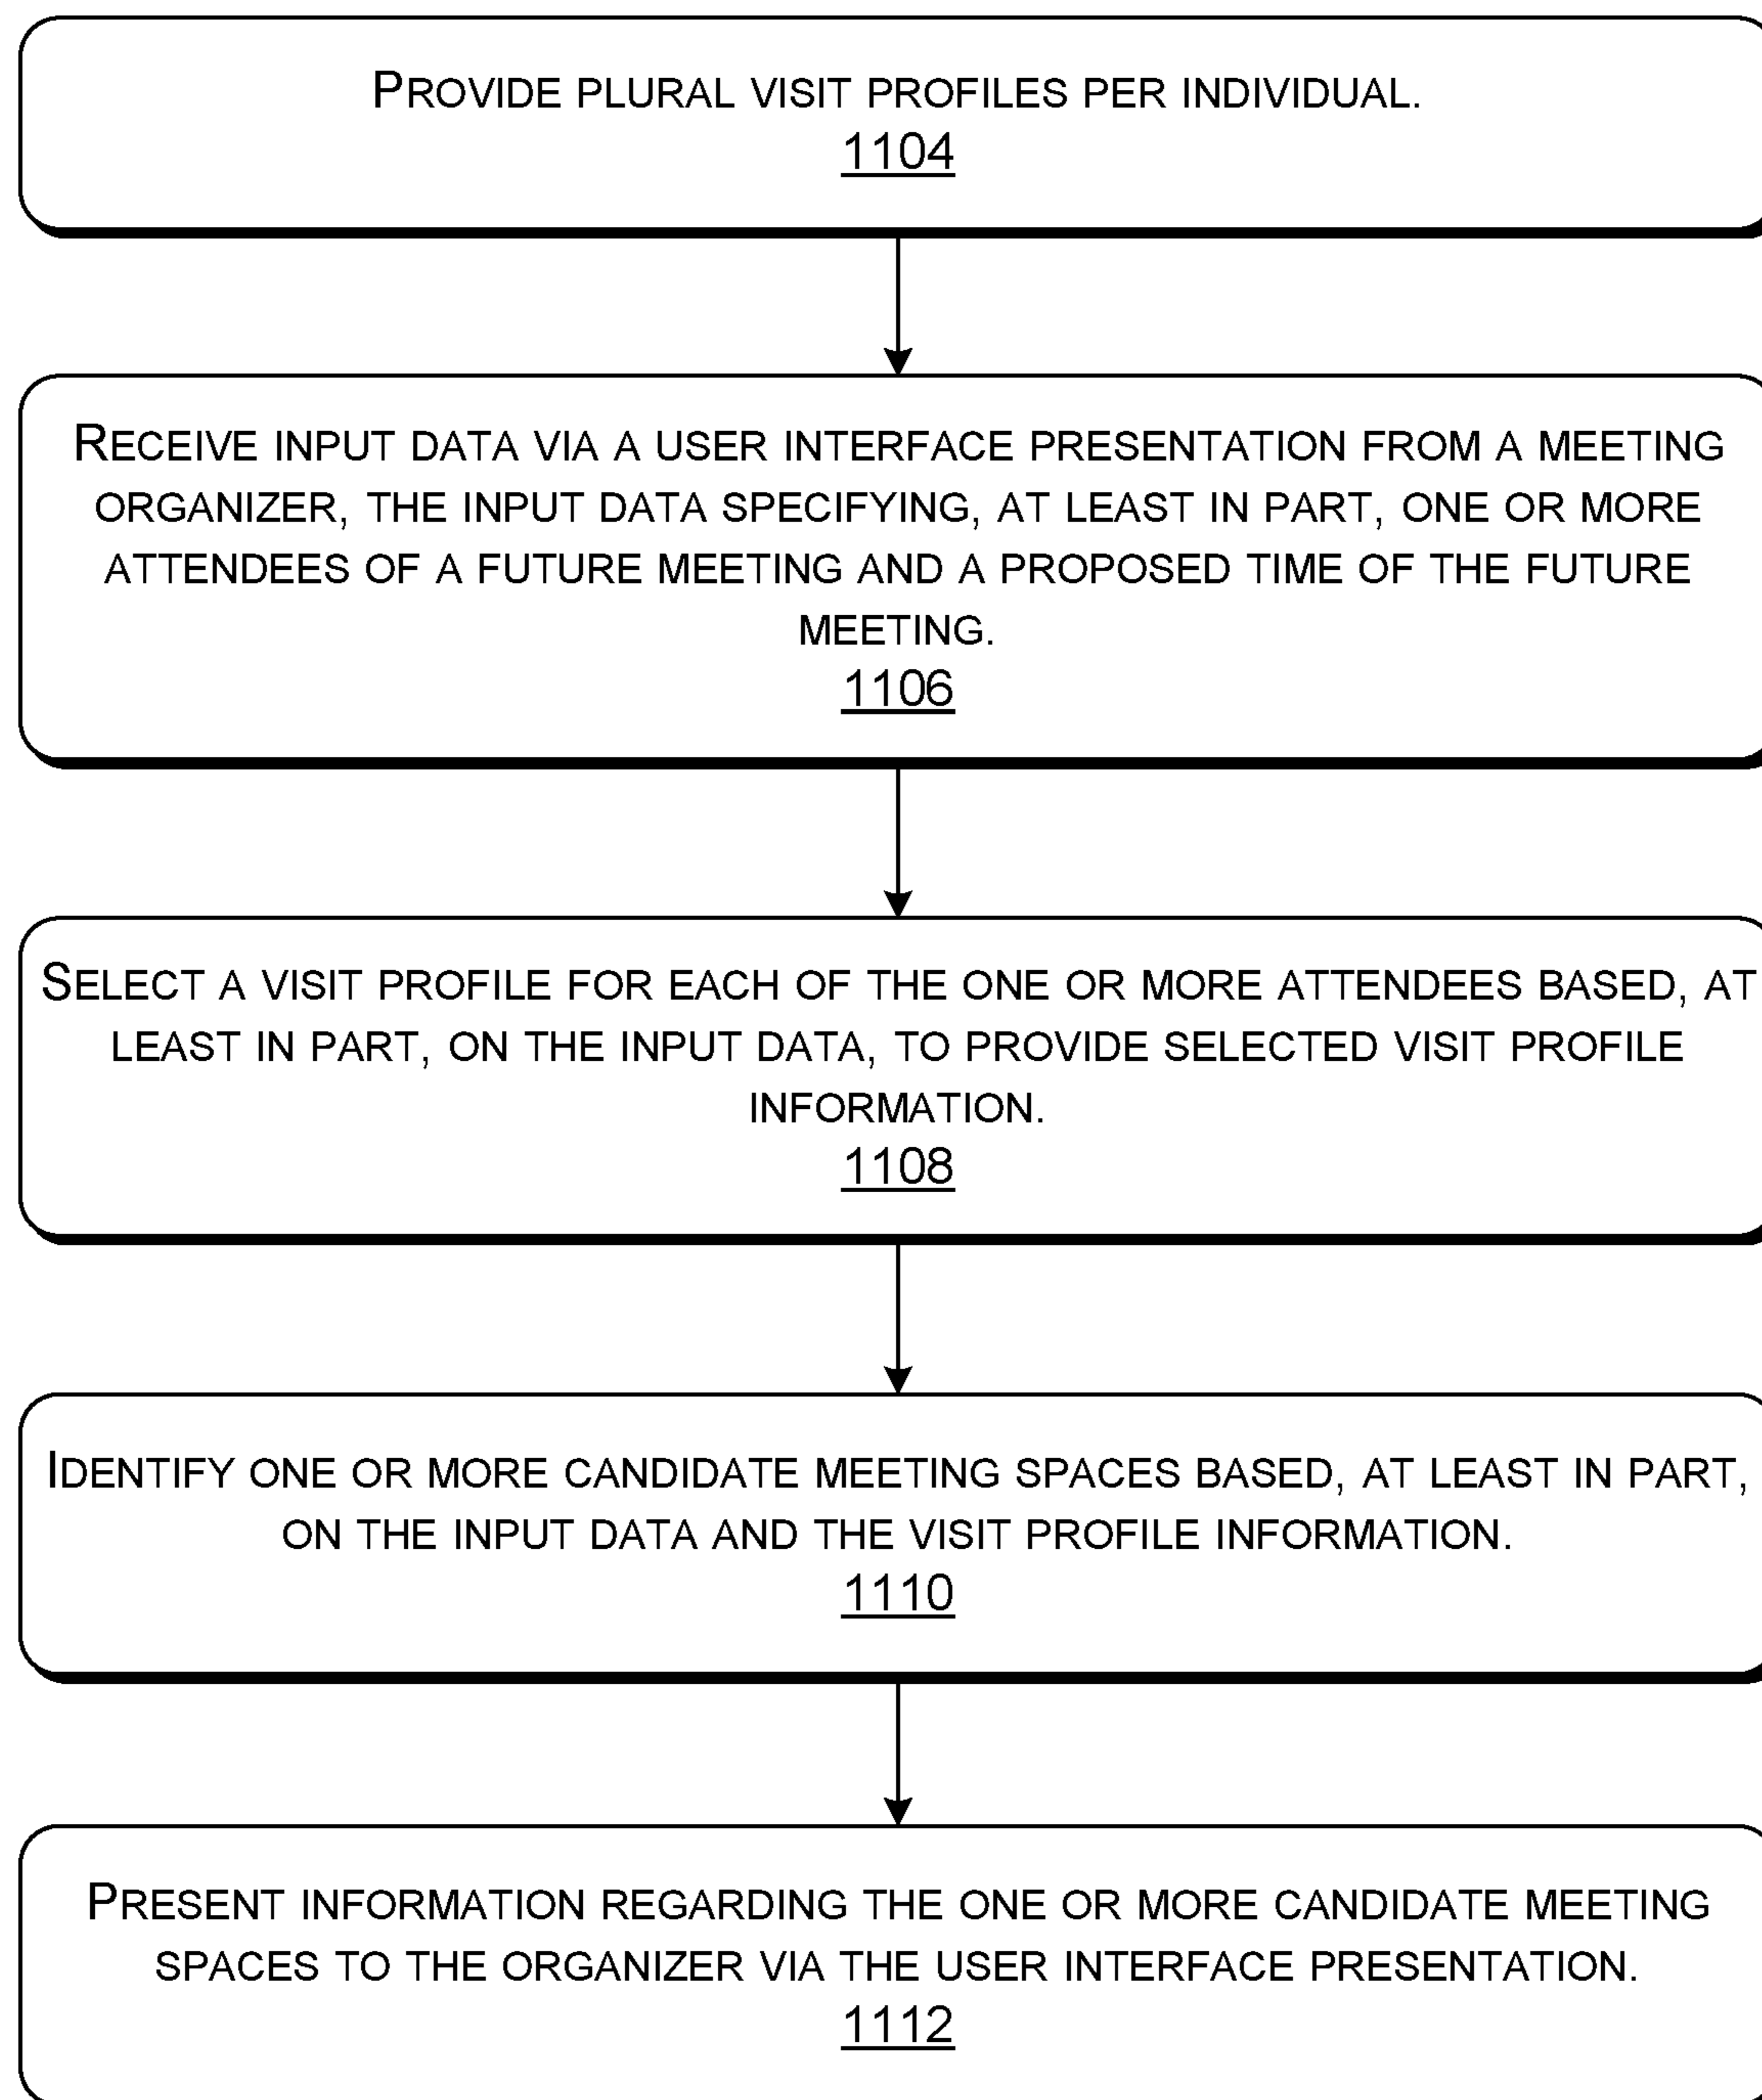 PROVIDE PLURAL VISIT PROFILES PER INDIVIDUAL.
1104
RECEIVE INPUT DATA VIA A USER INTERFACE PRESENTATION FROM A MEETING
ORGANIZER, THE INPUT DATA SPECIFYING, AT LEAST IN PART, ONE OR MORE
ATTENDEES OF A FUTURE MEETING AND A PROPOSED TIME OF THE FUTURE
MEETING.
1106
SELECT A VISIT PROFILE FOR EACH OF THE ONE OR MORE ATTENDEES BASED, AT
LEAST IN PART, ON THE INPUT DATA, TO PROVIDE SELECTED VISIT PROFILE
INFORMATION.
1108
IDENTIFY ONE OR MORE CANDIDATE MEETING SPACES BASED, AT LEAST IN PART,
ON THE INPUT DATA AND THE VISIT PROFILE INFORMATION.
1110
PRESENT INFORMATION REGARDING THE ONE OR MORE CANDIDATE MEETING
SPACES TO THE ORGANIZER VIA THE USER INTERFACE PRESENTATION.
1112